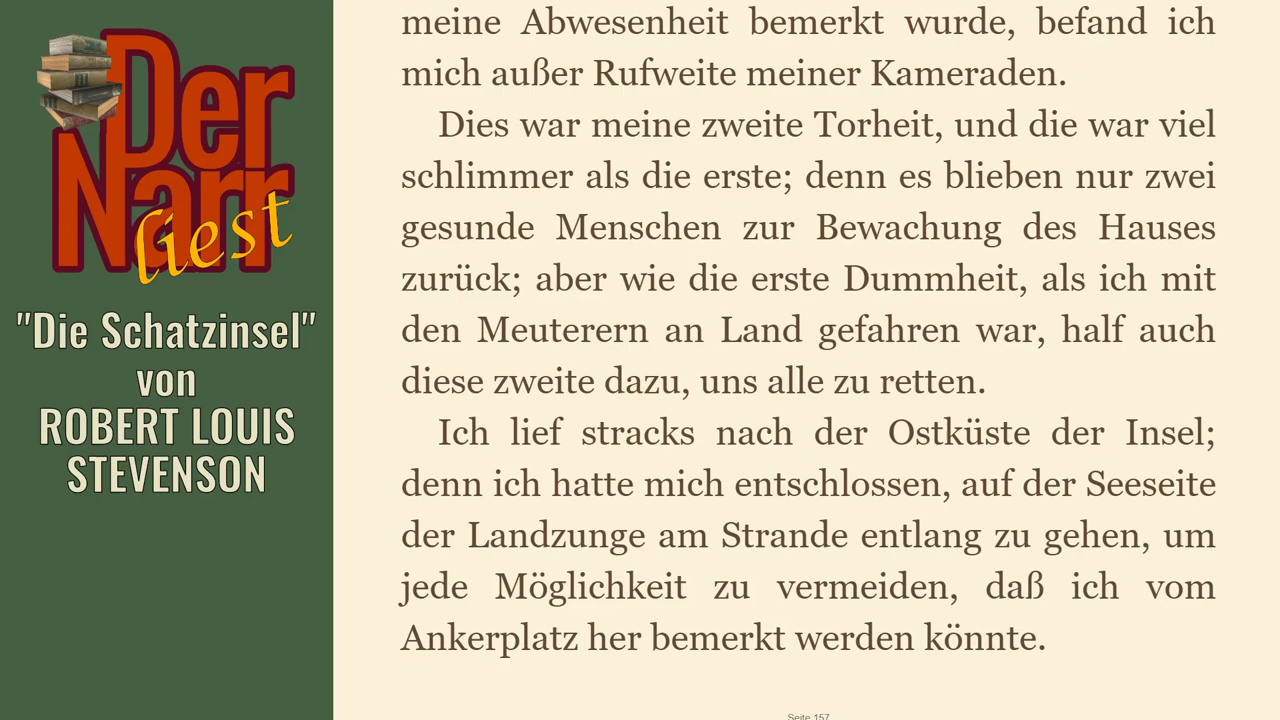 Der
Narr
liest
"Die Schatzinsel"
von
ROBERT LOUIS
STEVENSON
meine Abwesenheit bemerkt wurde, befand ich
mich außer Rufweite meiner Kameraden.
Dies war meine zweite Torheit, und die war viel
schlimmer als die erste; denn es blieben nur zwei
gesunde Menschen zur Bewachung des Hauses
zurück; aber wie die erste Dummheit, als ich mit
den Meuterern an Land gefahren war, half auch
diese zweite dazu, uns alle zu retten.
Ich lief stracks nach der Ostküste der Insel;
denn ich hatte mich entschlossen, auf der Seeseite
der Landzunge am Strande entlang zu gehen, um
jede Möglichkeit zu vermeiden, daß ich vom
Ankerplatz her bemerkt werden könnte.
Seite 157